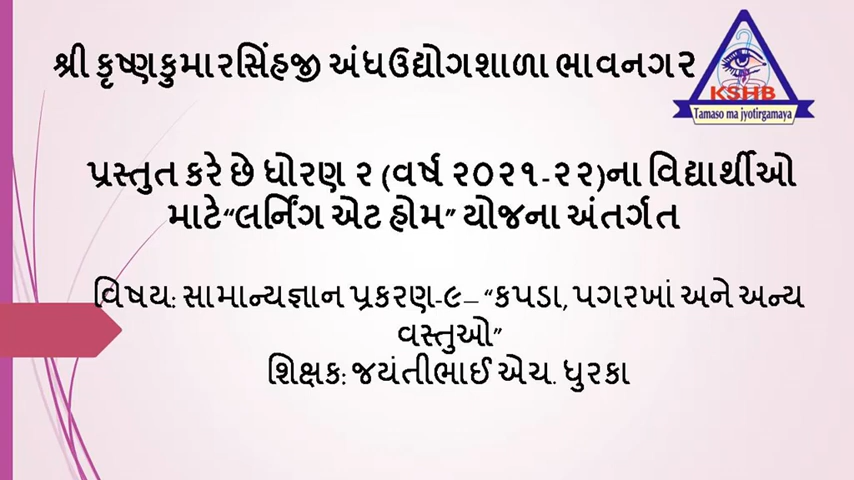 શ્રી કૃષ્ણકુમારસિંહજી અંધઉદ્યોગશાળા ભાવનગર
KSHB
Tamaso ma jyotirgamaya
પ્રસ્તુત કરે છે ધોરણ ૨ (વર્ષ ૨૦૨૧-૨૨)ના વિદ્યાર્થીઓ
માટે“લર્નિંગ એટ હોમ” યોજના અંતર્ગત
વિષય: સામાન્યજ્ઞાન પ્રકરણ-૯– “કપડા, પગરખાં અને અન્ય
વસ્તુઓ”
શિક્ષક: જયંતીભાઈ એચ. ધુરકા